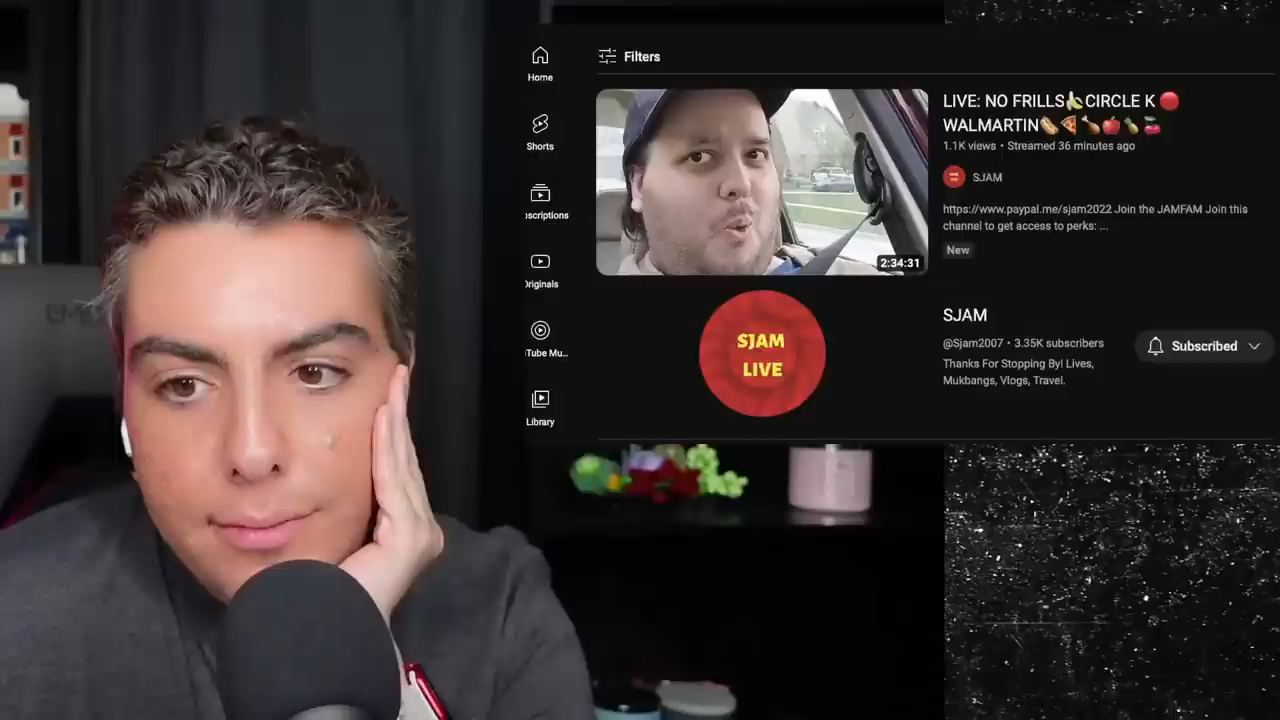 Filters
Home
Shorts
bscriptions
Originals
uTube Mu...
Library
2:34:31
LIVE: NO FRILLS🍌CIRCLE K 🔴
WALMARTIN🌭🍕🍗🍎🍍🍒
1.1K views • Streamed 36 minutes ago
SJAM
https://www.paypal.me/sjam2022 Join the JAMFAM Join this
channel to get access to perks: ...
New
SJAM
LIVE
SJAM
@Sjam2007 • 3.35K subscribers
Thanks For Stopping By! Lives,
Mukbangs, Vlogs, Travel.
Subscribed